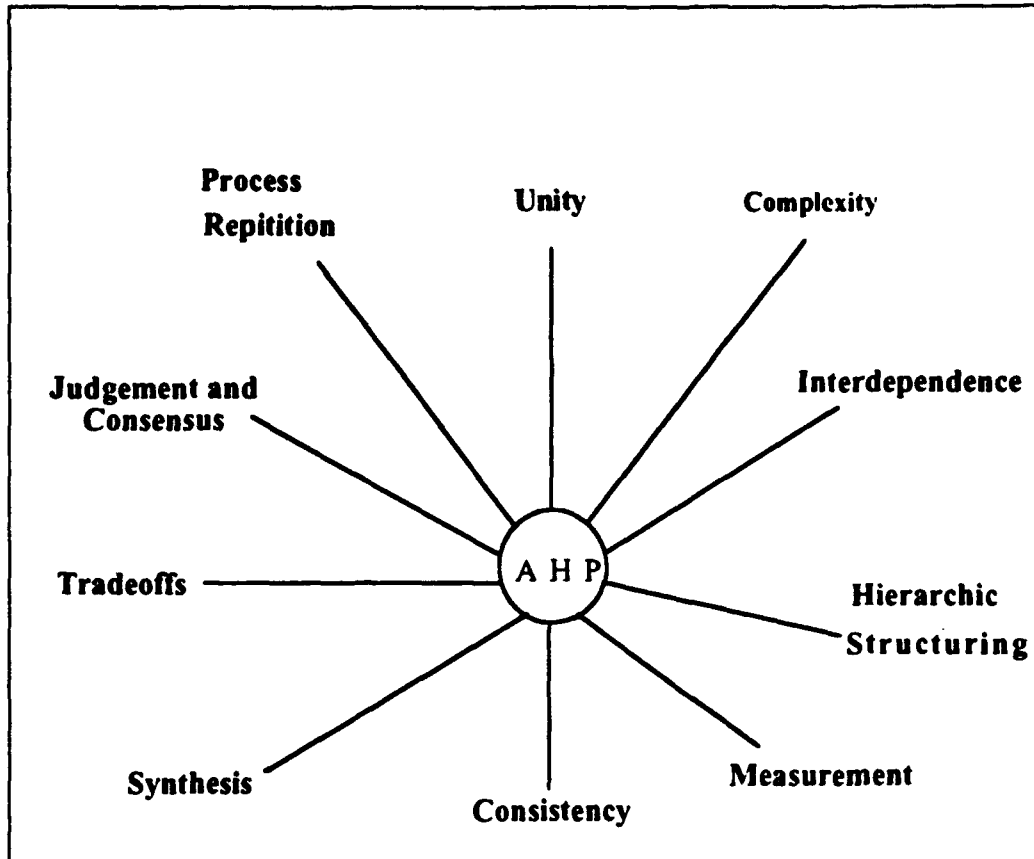 Process
Repitition
Unity
Complexity
Judgement and
Consensus
Interdependence
A H P
Tradeoffs
Hierarchic
Structuring
Synthesis
Consistency
Measurement